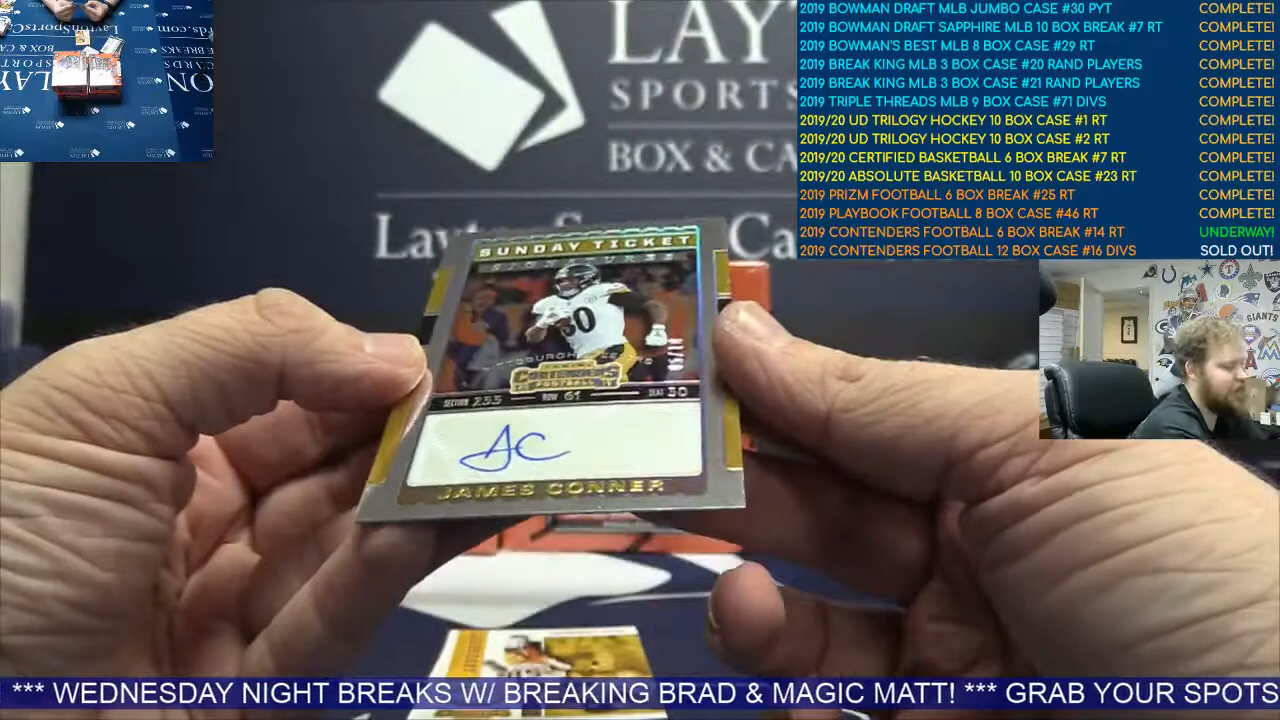 LAY
SPORTS
BOX & CA
2019 BOWMAN DRAFT MLB JUMBO CASE #30 PYT COMPLETE!
2019 BOWMAN DRAFT SAPPHIRE MLB 10 BOX BREAK #7 RT COMPLETE!
2019 BOWMAN'S BEST MLB 8 BOX CASE #29 RT COMPLETE!
2019 BREAK KING MLB 3 BOX CASE #20 RAND PLAYERS COMPLETE!
2019 BREAK KING MLB 3 BOX CASE #21 RAND PLAYERS COMPLETE!
2019 TRIPLE THREADS MLB 9 BOX CASE #71 DIVS COMPLETE!
2019/20 UD TRILOGY HOCKEY 10 BOX CASE #1 RT COMPLETE!
2019/20 UD TRILOGY HOCKEY 10 BOX CASE #2 RT COMPLETE!
2019/20 CERTIFIED BASKETBALL 6 BOX BREAK #7 RT COMPLETE!
2019/20 ABSOLUTE BASKETBALL 10 BOX CASE #23 RT COMPLETE!
2019 PRIZM FOOTBALL 6 BOX BREAK #25 RT COMPLETE!
2019 PLAYBOOK FOOTBALL 8 BOX CASE #46 RT COMPLETE!
2019 CONTENDERS FOOTBALL 6 BOX BREAK #14 RT UNDERWAY!
2019 CONTENDERS FOOTBALL 12 BOX CASE #16 DIVS SOLD OUT!
SUNDAY TICKET
30
CONTENDERS
FOOTBALL
SECTION 233 ROW 61 SEAT 30
JC
JAMES CONNER
GIANTS
*** WEDNESDAY NIGHT BREAKS W/ BREAKING BRAD & MAGIC MATT! *** GRAB YOUR SPOTS